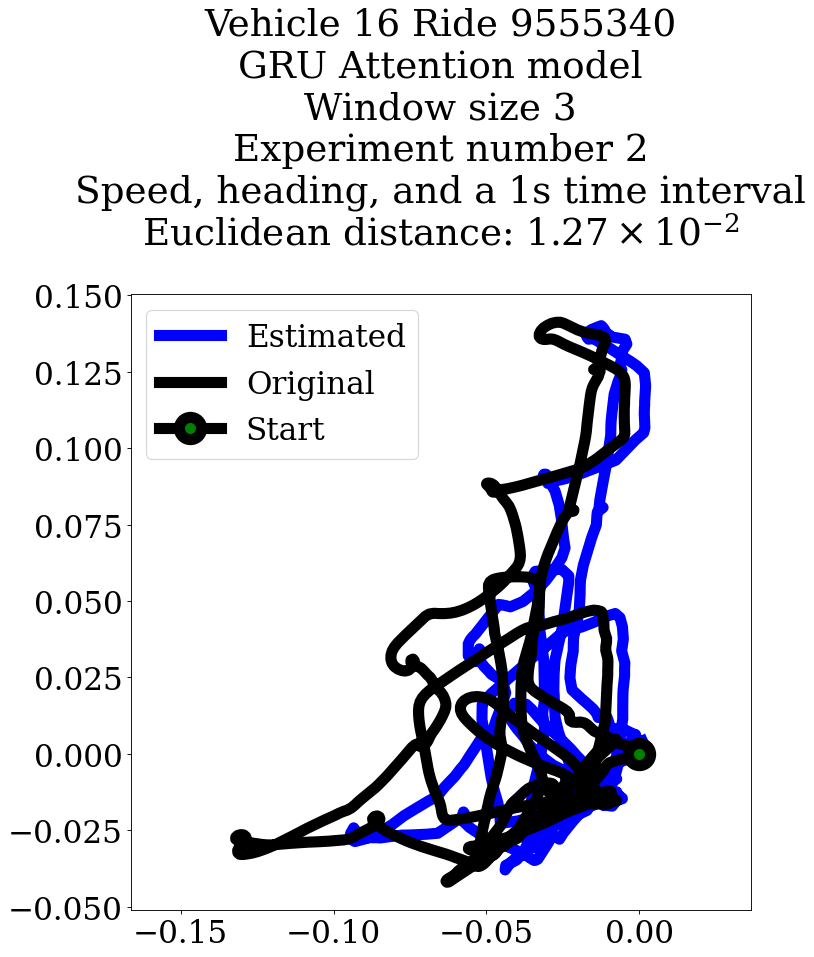 Vehicle 16 Ride 9555340
GRU Attention model
Window size 3
Experiment number 2
Speed, heading, and a 1s time interval
Euclidean distance: 1.27 × 10⁻²
0.150
Estimated
0.125
Original
0.100
Start
0.075
0.050
0.025
0.000
−0.025
−0.050
−0.15 −0.10 −0.05 0.00